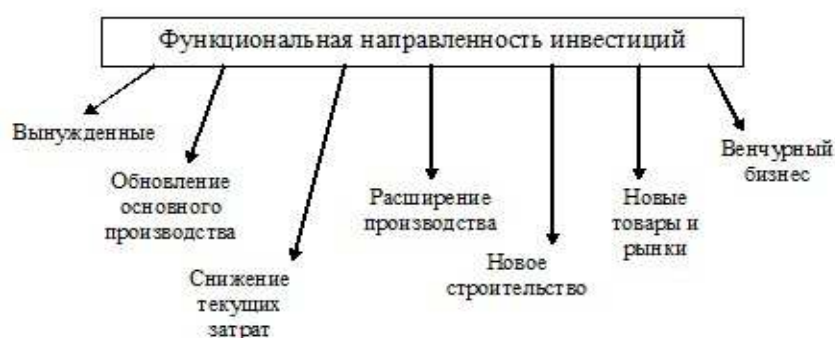 Функциональная направленность инвестиций
Вынужденные
Обновление
основного
производства
Снижение
текущих
затрат
Расширение
производства
Новое
строительство
Новые
товары и
рынки
Венчурный
бизнес